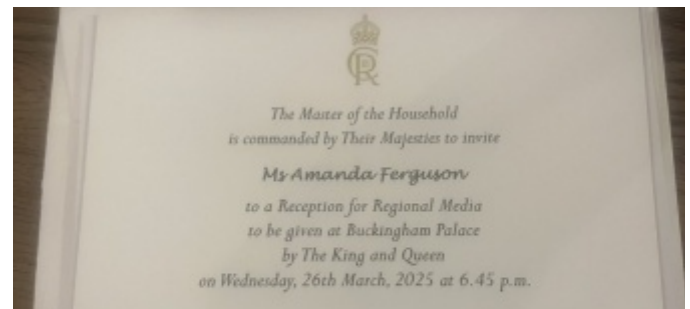 The Master of the Household
is commanded by Their Majesties to invite
Ms Amanda Ferguson
to a Reception for Regional Media
to be given at Buckingham Palace
by The King and Queen
on Wednesday, 26th March, 2025 at 6.45 p.m.